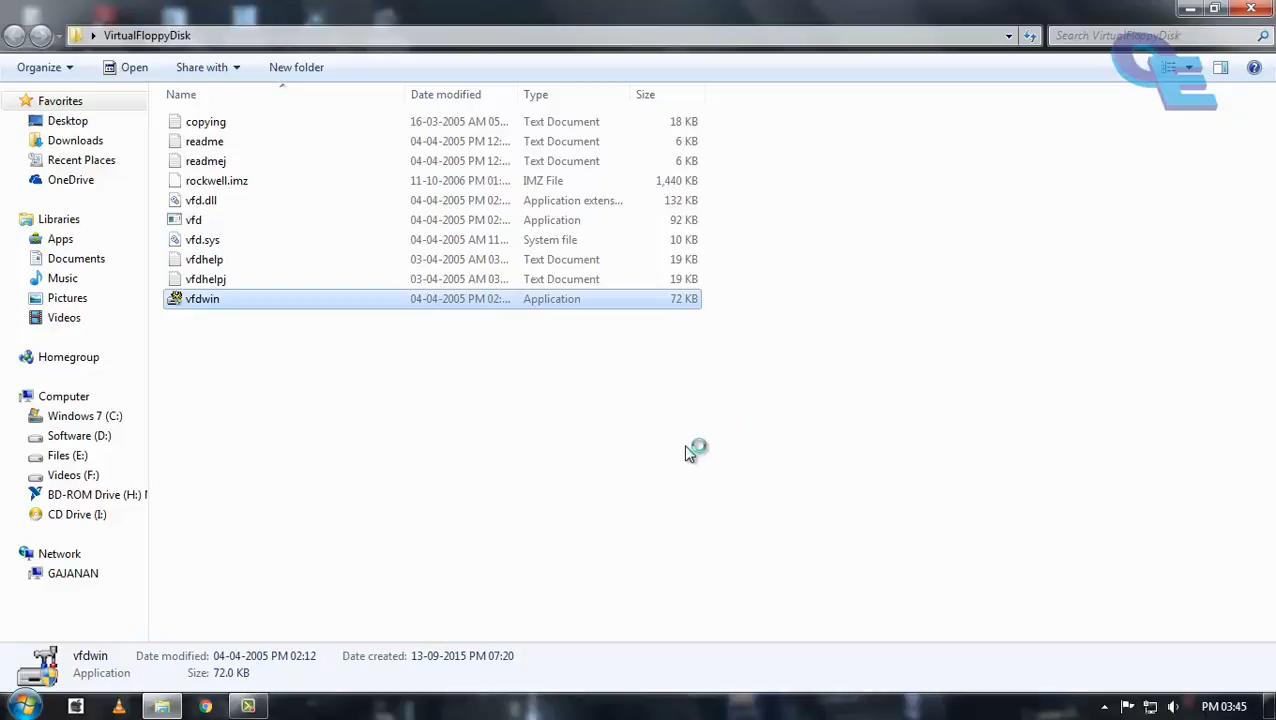 VirtualFloppyDisk
Search VirtualFloppyDisk
Organize Open Share with New folder
Name Date modified Type Size
copying 16-03-2005 AM 05... Text Document 18 KB
readme 04-04-2005 PM 12:... Text Document 6 KB
readmej 04-04-2005 PM 12:... Text Document 6 KB
rockwell.imz 11-10-2006 PM 01:... IMZ File 1,440 KB
vfd.dll 04-04-2005 PM 02:... Application extens... 132 KB
vfd 04-04-2005 PM 02:... Application 92 KB
vfd.sys 04-04-2005 AM 11... System file 10 KB
vfdhelp 03-04-2005 AM 03... Text Document 19 KB
vfdhelpj 03-04-2005 AM 03... Text Document 19 KB
vfdwin 04-04-2005 PM 02:... Application 72 KB
Favorites
Desktop
Downloads
Recent Places
OneDrive
Libraries
Apps
Documents
Music
Pictures
Videos
Homegroup
Computer
Windows 7 (C:)
Software (D:)
Files (E:)
Videos (F:)
BD-ROM Drive (H:)
CD Drive (I:)
Network
GAJANAN
vfdwin Date modified: 04-04-2005 PM 02:12 Date created: 13-09-2015 PM 07:20
Application Size: 72.0 KB
PM 03:45